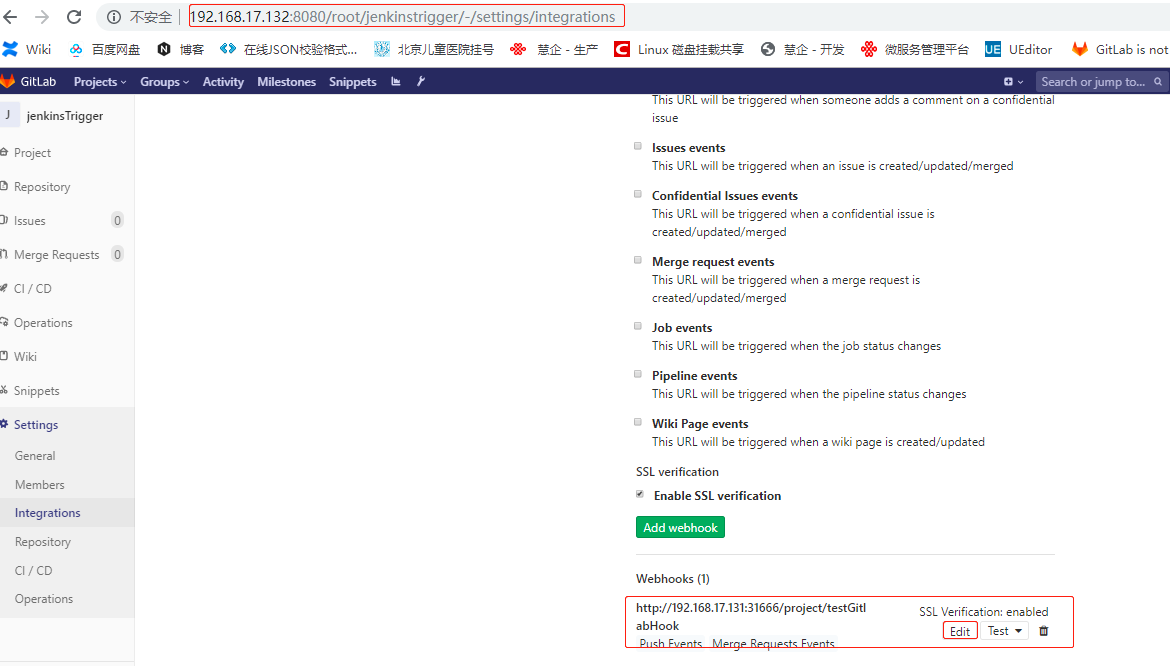 不安全 192.168.17.132:8080/root/jenkinstrigger/-/settings/integrations
Wiki 百度网盘 博客 在线JSON校验格式... 北京儿童医院挂号 慧企 - 生产 Linux 磁盘挂载共享 慧企 - 开发 微服务管理平台 UE UEditor GitLab is not
GitLab Projects Groups Activity Milestones Snippets Search or jump to...
J jenkinsTrigger
Project
Repository
Issues 0
Merge Requests 0
CI / CD
Operations
Wiki
Snippets
Settings
General
Members
Integrations
Repository
CI / CD
Operations
This URL will be triggered when someone adds a comment on a confidential
issue
Issues events
This URL will be triggered when an issue is created/updated/merged
Confidential Issues events
This URL will be triggered when a confidential issue is
created/updated/merged
Merge request events
This URL will be triggered when a merge request is
created/updated/merged
Job events
This URL will be triggered when the job status changes
Pipeline events
This URL will be triggered when the pipeline status changes
Wiki Page events
This URL will be triggered when a wiki page is created/updated
SSL verification
Enable SSL verification
Add webhook
Webhooks (1)
http://192.168.17.131:31666/project/testGitl
abHook
Push Events Merge Requests Events
SSL Verification: enabled
Edit Test